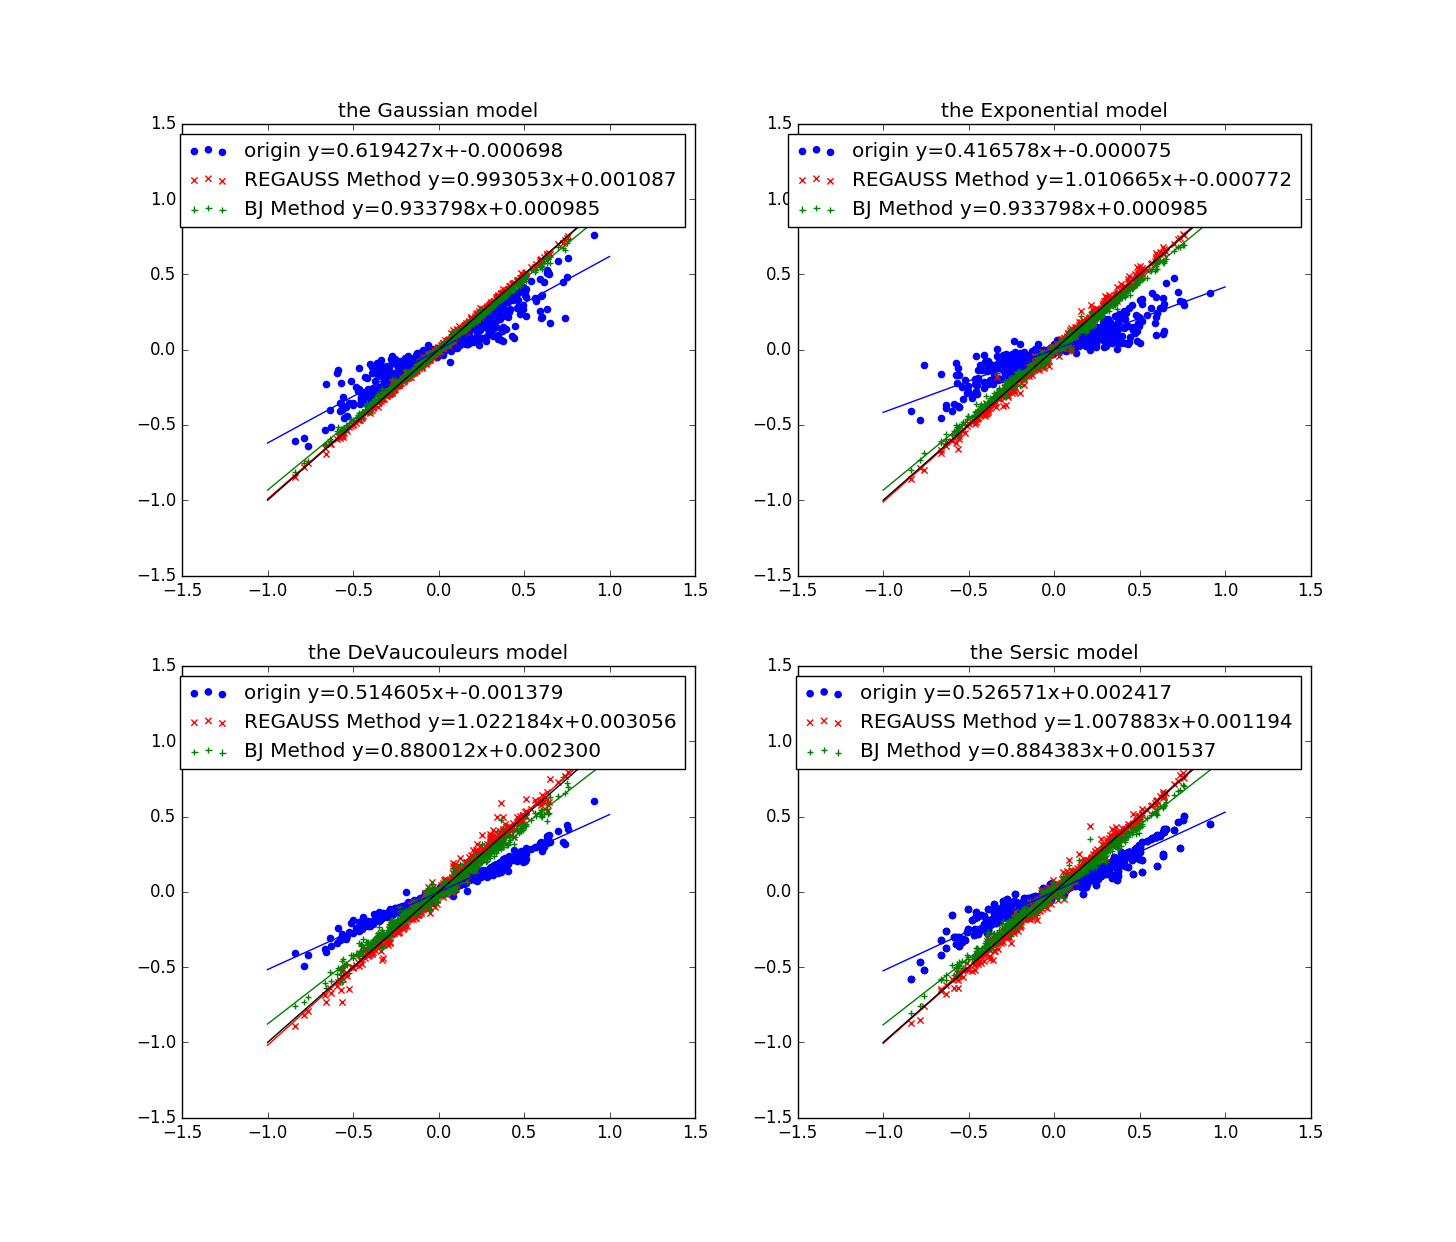 the Gaussian model
origin y=0.619427x+-0.000698
REGAUSS Method y=0.993053x+0.001087
BJ Method y=0.933798x+0.000985
1.5
1.0
0.5
0.0
−0.5
−1.0
−1.5
−1.5 −1.0 −0.5 0.0 0.5 1.0 1.5
the Exponential model
origin y=0.416578x+-0.000075
REGAUSS Method y=1.010665x+-0.000772
BJ Method y=0.933798x+0.000985
1.5
1.0
0.5
0.0
−0.5
−1.0
−1.5
−1.5 −1.0 −0.5 0.0 0.5 1.0 1.5
the DeVaucouleurs model
origin y=0.514605x+-0.001379
REGAUSS Method y=1.022184x+0.003056
BJ Method y=0.880012x+0.002300
1.5
1.0
0.5
0.0
−0.5
−1.0
−1.5
−1.5 −1.0 −0.5 0.0 0.5 1.0 1.5
the Sersic model
origin y=0.526571x+0.002417
REGAUSS Method y=1.007883x+0.001194
BJ Method y=0.884383x+0.001537
1.5
1.0
0.5
0.0
−0.5
−1.0
−1.5
−1.5 −1.0 −0.5 0.0 0.5 1.0 1.5